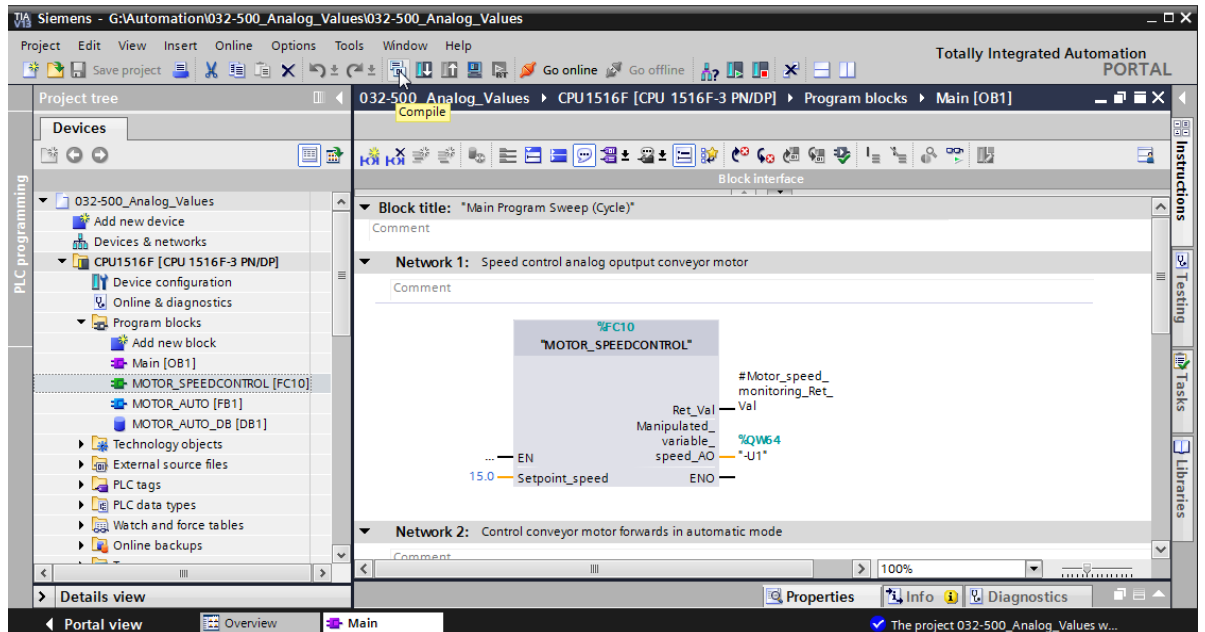 Siemens - G:\Automation\032-500_Analog_Values\032-500_Analog_Values
Project Edit View Insert Online Options Tools Window Help
Totally Integrated Automation
PORTAL
Save project
Go online
Go offline
Compile
Project tree
032-500_Analog_Values CPU1516F [CPU 1516F-3 PN/DP] Program blocks Main [OB1]
Devices
Block interface
032-500_Analog_Values
Add new device
Devices & networks
CPU1516F [CPU 1516F-3 PN/DP]
Device configuration
Online & diagnostics
Program blocks
Add new block
Main [OB1]
MOTOR_SPEEDCONTROL [FC10]
MOTOR_AUTO [FB1]
MOTOR_AUTO_DB [DB1]
Technology objects
External source files
PLC tags
PLC data types
Watch and force tables
Online backups
Details view
PLC programming
Block title: "Main Program Sweep (Cycle)"
Comment
Network 1: Speed control analog oputput conveyor motor
Comment
%FC10
"MOTOR_SPEEDCONTROL"
#Motor_speed_
monitoring_Ret_
Ret_Val Val
Manipulated_
variable_ %QW64
... EN speed_AO "-U1"
15.0 Setpoint_speed ENO
Network 2: Control conveyor motor forwards in automatic mode
Comment
100%
Instructions
Testing
Tasks
Libraries
Properties Info Diagnostics
Portal view Overview Main The project 032-500_Analog_Values w...